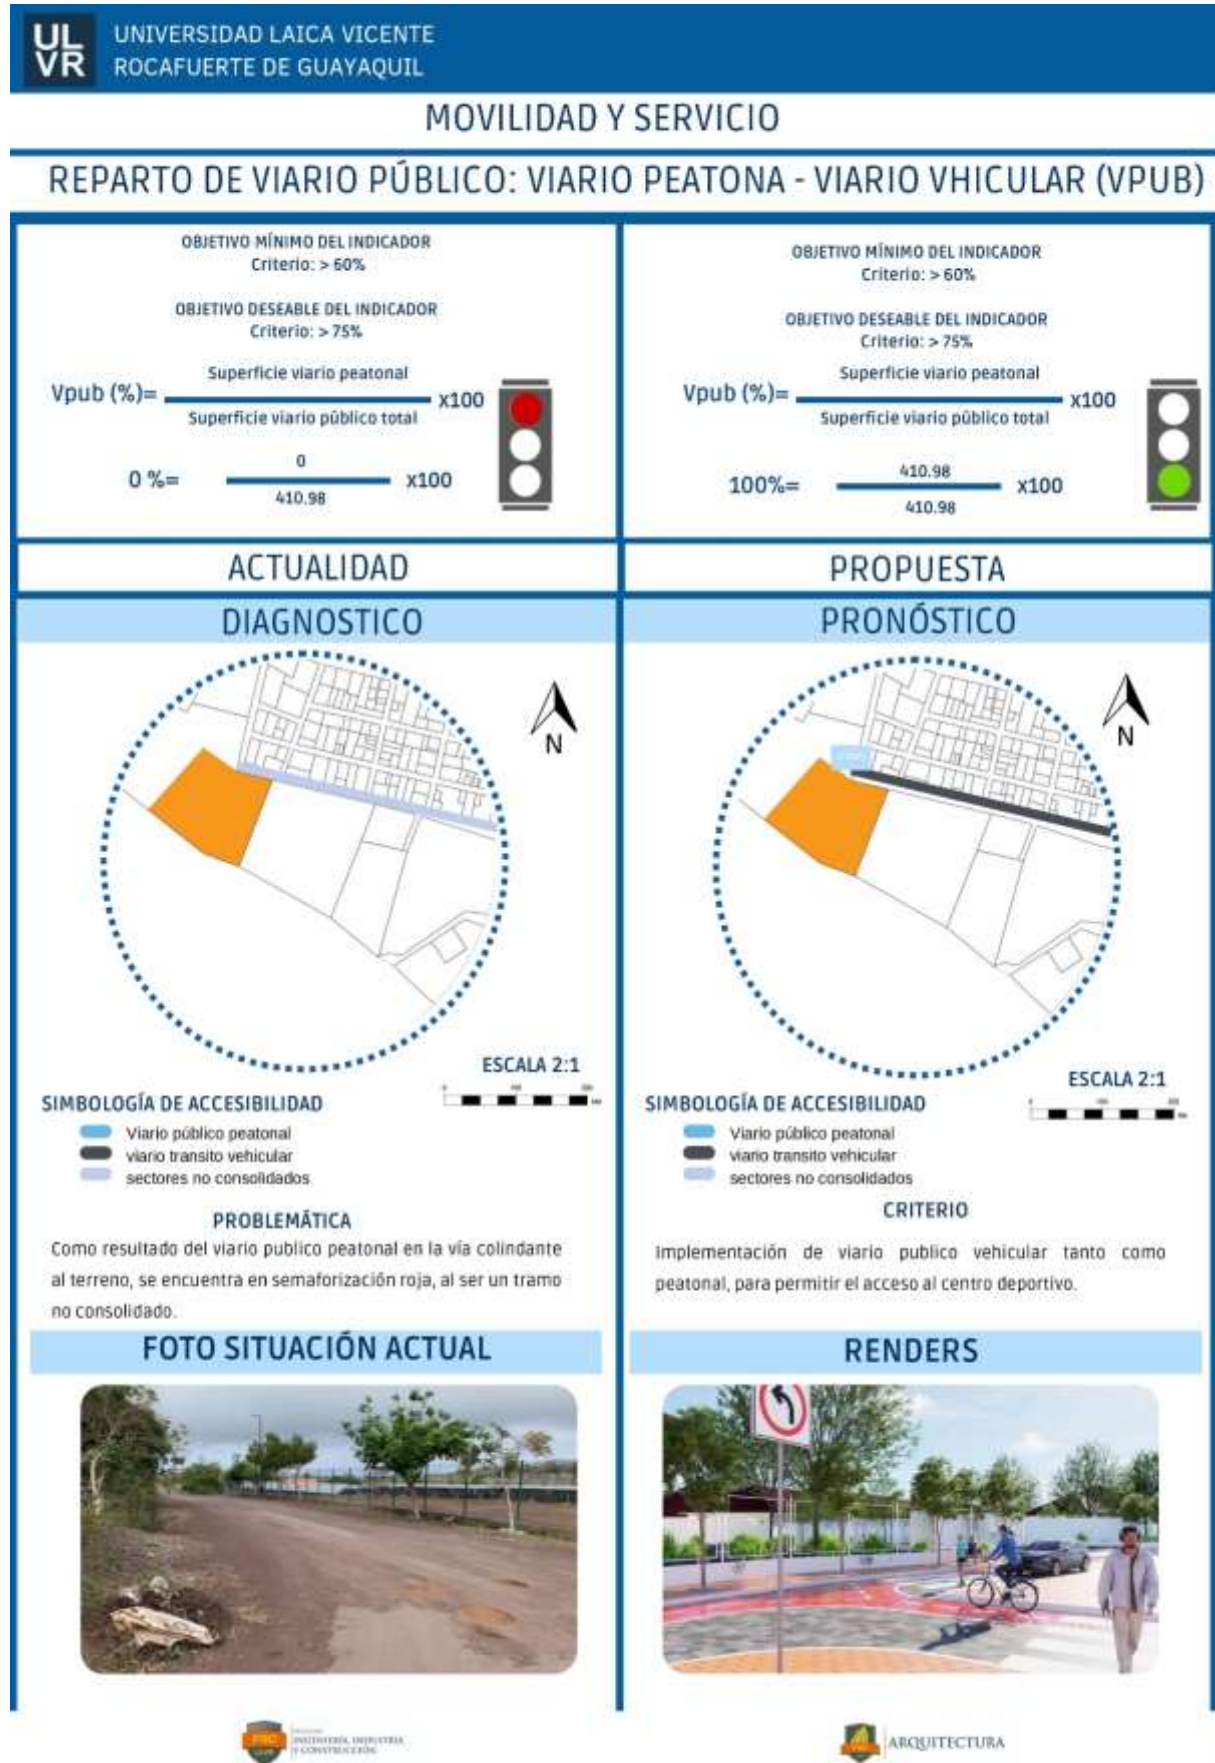 UL
VR
UNIVERSIDAD LAICA VICENTE
ROCAFUERTE DE GUAYAQUIL
MOVILIDAD Y SERVICIO
REPARTO DE VIARIO PÚBLICO: VIARIO PEATONA - VIARIO VHICULAR (VPUB)
OBJETIVO MÍNIMO DEL INDICADOR
Criterio: > 60%
OBJETIVO DESEABLE DEL INDICADOR
Criterio: > 75%
Superficie viario peatonal
Vpub (%)= x100
Superficie viario público total
0
0 %= x100
410.98
OBJETIVO MÍNIMO DEL INDICADOR
Criterio: > 60%
OBJETIVO DESEABLE DEL INDICADOR
Criterio: > 75%
Superficie viario peatonal
Vpub (%)= x100
Superficie viario público total
410.98
100%= x100
410.98
ACTUALIDAD
DIAGNOSTICO
N
ESCALA 2:1
SIMBOLOGÍA DE ACCESIBILIDAD
Viario público peatonal
viario transito vehicular
sectores no consolidados
PROBLEMÁTICA
Como resultado del viario publico peatonal en la vía colindante
al terreno, se encuentra en semaforización roja, al ser un tramo
no consolidado.
FOTO SITUACIÓN ACTUAL
PROPUESTA
PRONÓSTICO
N
ESCALA 2:1
SIMBOLOGÍA DE ACCESIBILIDAD
Viario público peatonal
viario transito vehicular
sectores no consolidados
CRITERIO
Implementación de viario publico vehicular tanto como
peatonal, para permitir el acceso al centro deportivo.
RENDERS
INGENIERÍA, INDUSTRIA
Y CONSTRUCCIÓN
ARQUITECTURA